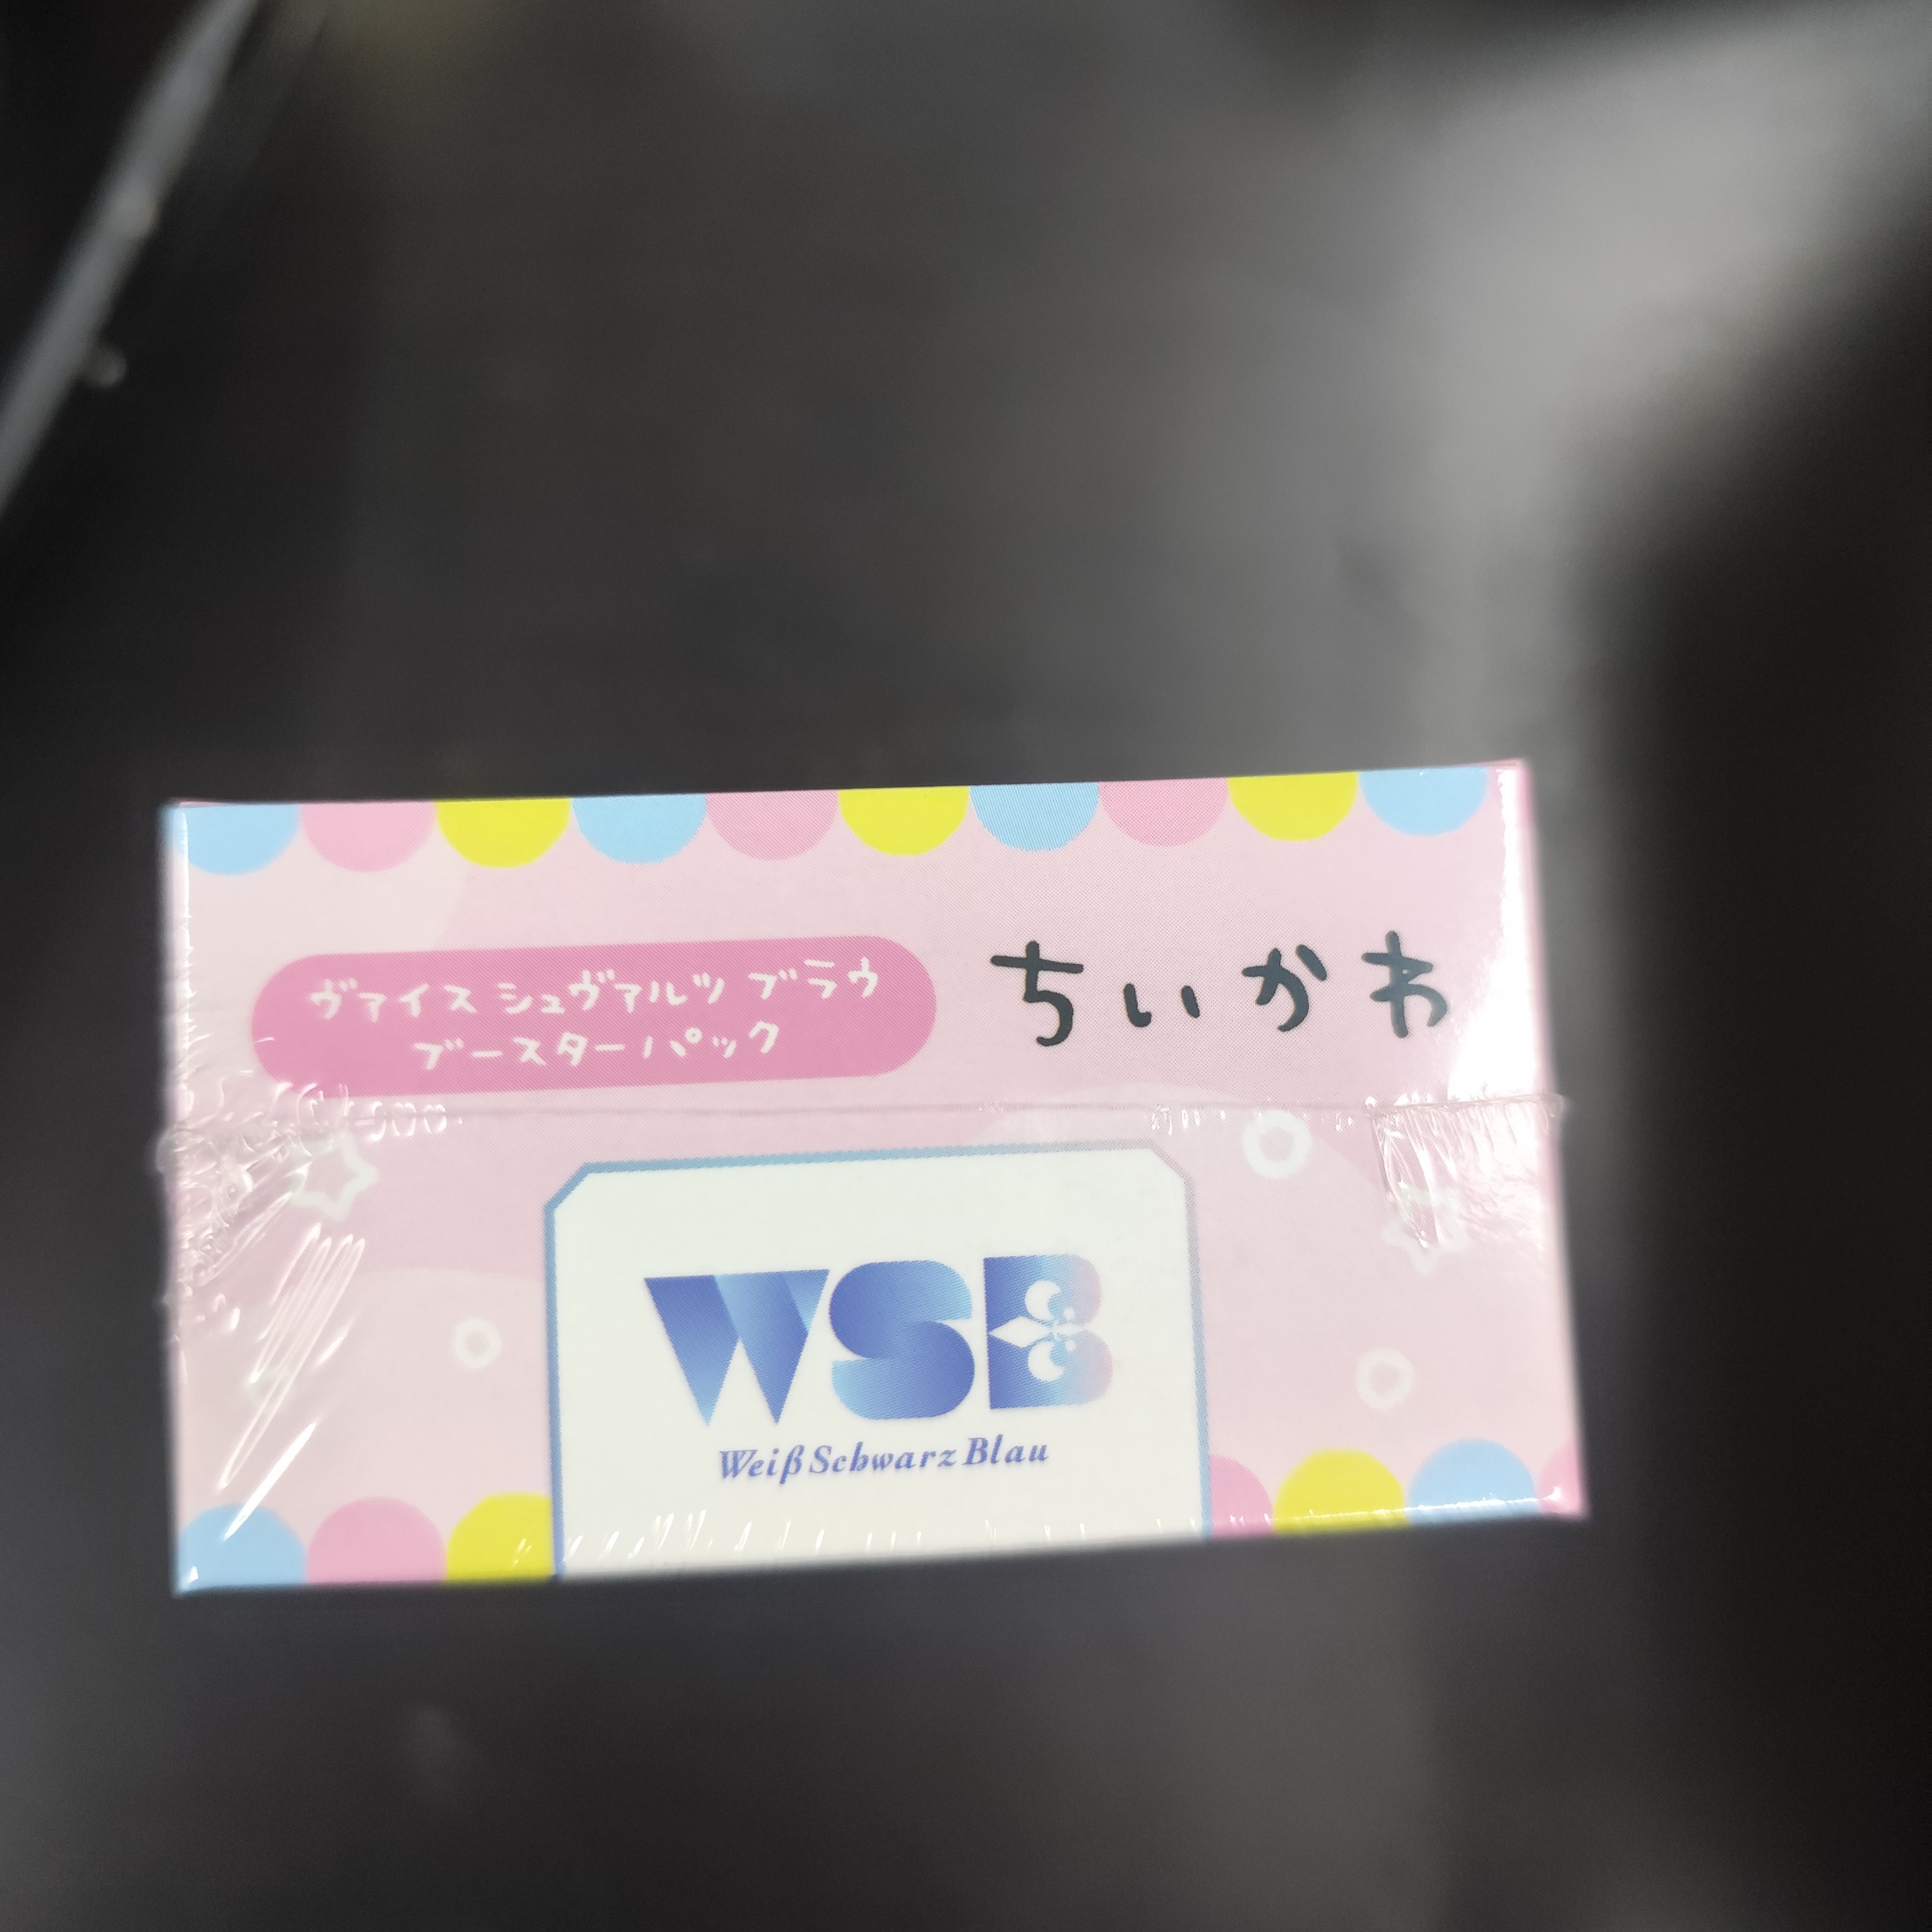 ヴァイス シュヴァルツ ブラウ
ブースターパック
ちいかわ
WSB
Weiß Schwarz Blau